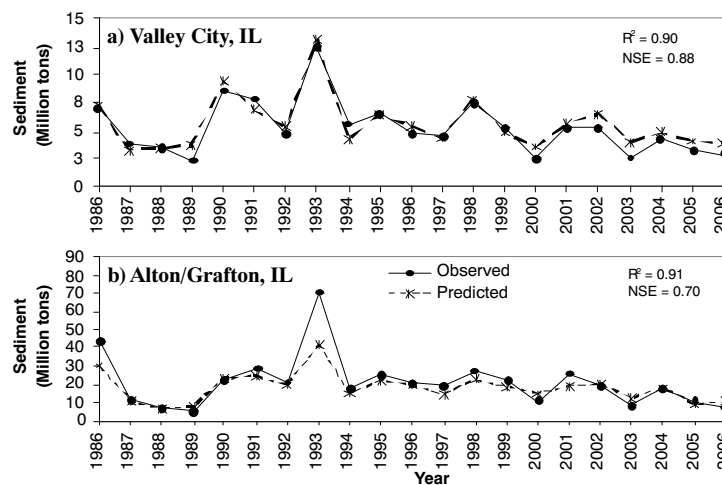 a) Valley City, IL
R² = 0.90
NSE = 0.88
Sediment
(Million tons)
15
13
10
8
5
3
0
1986 1987 1988 1989 1990 1991 1992 1993 1994 1995 1996 1997 1998 1999 2000 2001 2002 2003 2004 2005 2006
b) Alton/Grafton, IL
Observed
Predicted
R² = 0.91
NSE = 0.70
Sediment
(Million tons)
90
80
70
60
50
40
30
20
10
0
1986 1987 1988 1989 1990 1991 1992 1993 1994 1995 1996 1997 1998 1999 2000 2001 2002 2003 2004 2005 2006
Year